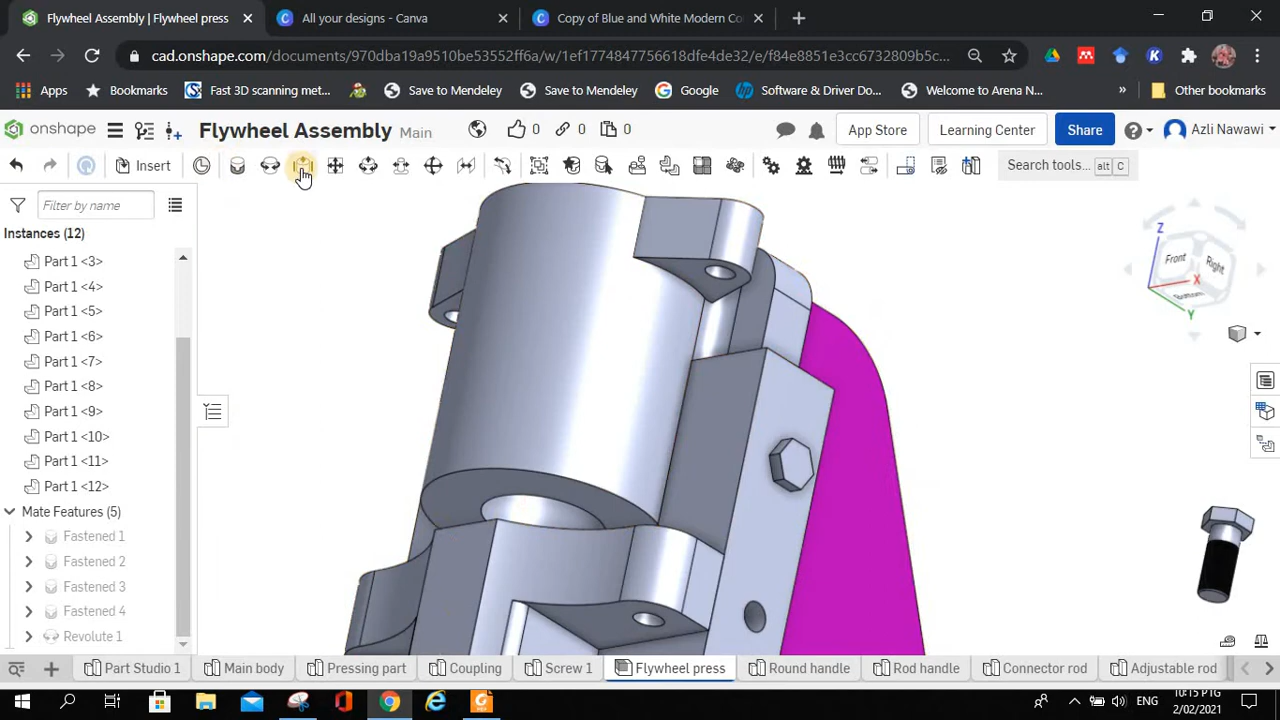 Flywheel Assembly | Flywheel press
All your designs - Canva
Copy of Blue and White Modern Co
cad.onshape.com/documents/970dba19a9510be53552ff6a/w/1ef1774847756618dfe4de32/e/f84e8851e3cc6732809b5c...
Apps
Bookmarks
Fast 3D scanning met...
Save to Mendeley
Save to Mendeley
Google
Software & Driver Do...
Welcome to Arena N...
»
Other bookmarks
onshape
Flywheel Assembly Main
0
0
0
App Store
Learning Center
Share
Azli Nawawi
Insert
Search tools... alt C
Filter by name
Instances (12)
Part 1 <3>
Part 1 <4>
Part 1 <5>
Part 1 <6>
Part 1 <7>
Part 1 <8>
Part 1 <9>
Part 1 <10>
Part 1 <11>
Part 1 <12>
Mate Features (5)
Fastened 1
Fastened 2
Fastened 3
Fastened 4
Revolute 1
Z
Front
Right
X
Bottom
Y
Part Studio 1
Main body
Pressing part
Coupling
Screw 1
Flywheel press
Round handle
Rod handle
Connector rod
Adjustable rod
ENG
10:15 PTG
2/02/2021